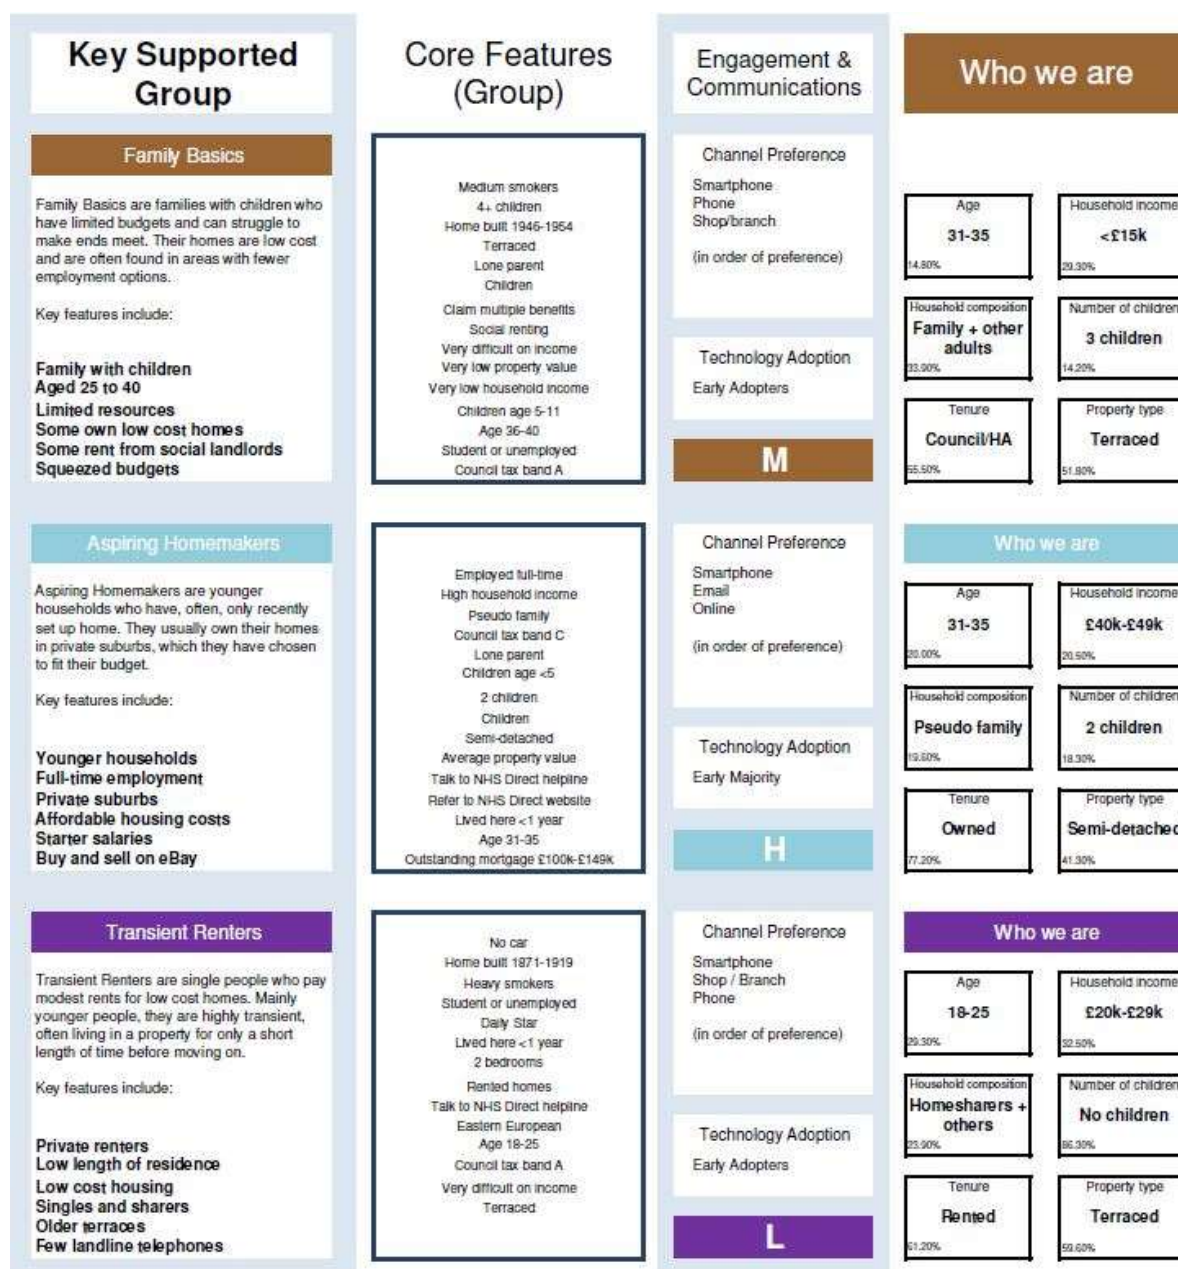 Key Supported
Group
Core Features
(Group)
Engagement &
Communications
Who we are
Family Basics
Family Basics are families with children who
have limited budgets and can struggle to
make ends meet. Their homes are low cost
and are often found in areas with fewer
employment options.
Key features include:
Family with children
Aged 25 to 40
Limited resources
Some own low cost homes
Some rent from social landlords
Squeezed budgets
Medium smokers
4+ children
Home built 1946-1954
Terraced
Lone parent
Children
Claim multiple benefits
Social renting
Very difficult on income
Very low property value
Very low household income
Children age 5-11
Age 36-40
Student or unemployed
Council tax band A
Channel Preference
Smartphone
Phone
Shop/branch
(in order of preference)
Technology Adoption
Early Adopters
M
Age
31-35
14.80%
Household income
<£15k
29.30%
Household composition
Family + other
adults
33.90%
Number of children
3 children
14.20%
Tenure
Council/HA
55.50%
Property type
Terraced
51.80%
Aspiring Homemakers
Aspiring Homemakers are younger
households who have, often, only recently
set up home. They usually own their homes
in private suburbs, which they have chosen
to fit their budget.
Key features include:
Younger households
Full-time employment
Private suburbs
Affordable housing costs
Starter salaries
Buy and sell on eBay
Employed full-time
High household income
Pseudo family
Council tax band C
Lone parent
Children age <5
2 children
Children
Semi-detached
Average property value
Talk to NHS Direct helpline
Refer to NHS Direct website
Lived here <1 year
Age 31-35
Outstanding mortgage £100k-£149k
Channel Preference
Smartphone
Email
Online
(in order of preference)
Technology Adoption
Early Majority
H
Who we are
Age
31-35
20.00%
Household income
£40k-£49k
20.50%
Household composition
Pseudo family
19.60%
Number of children
2 children
18.30%
Tenure
Owned
77.20%
Property type
Semi-detached
41.30%
Transient Renters
Transient Renters are single people who pay
modest rents for low cost homes. Mainly
younger people, they are highly transient,
often living in a property for only a short
length of time before moving on.
Key features include:
Private renters
Low length of residence
Low cost housing
Singles and sharers
Older terraces
Few landline telephones
No car
Home built 1871-1919
Heavy smokers
Student or unemployed
Daily Star
Lived here <1 year
2 bedrooms
Rented homes
Talk to NHS Direct helpline
Eastern European
Age 18-25
Council tax band A
Very difficult on income
Terraced
Channel Preference
Smartphone
Shop / Branch
Phone
(in order of preference)
Technology Adoption
Early Adopters
L
Who we are
Age
18-25
29.30%
Household income
£20k-£29k
32.50%
Household composition
Homesharers +
others
23.90%
Number of children
No children
86.30%
Tenure
Rented
61.20%
Property type
Terraced
59.60%